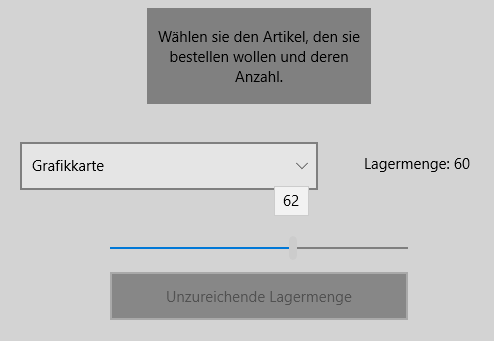 Wählen sie den Artikel, den sie
bestellen wollen und deren
Anzahl.
Grafikkarte
Lagermenge: 60
62
Unzureichende Lagermenge